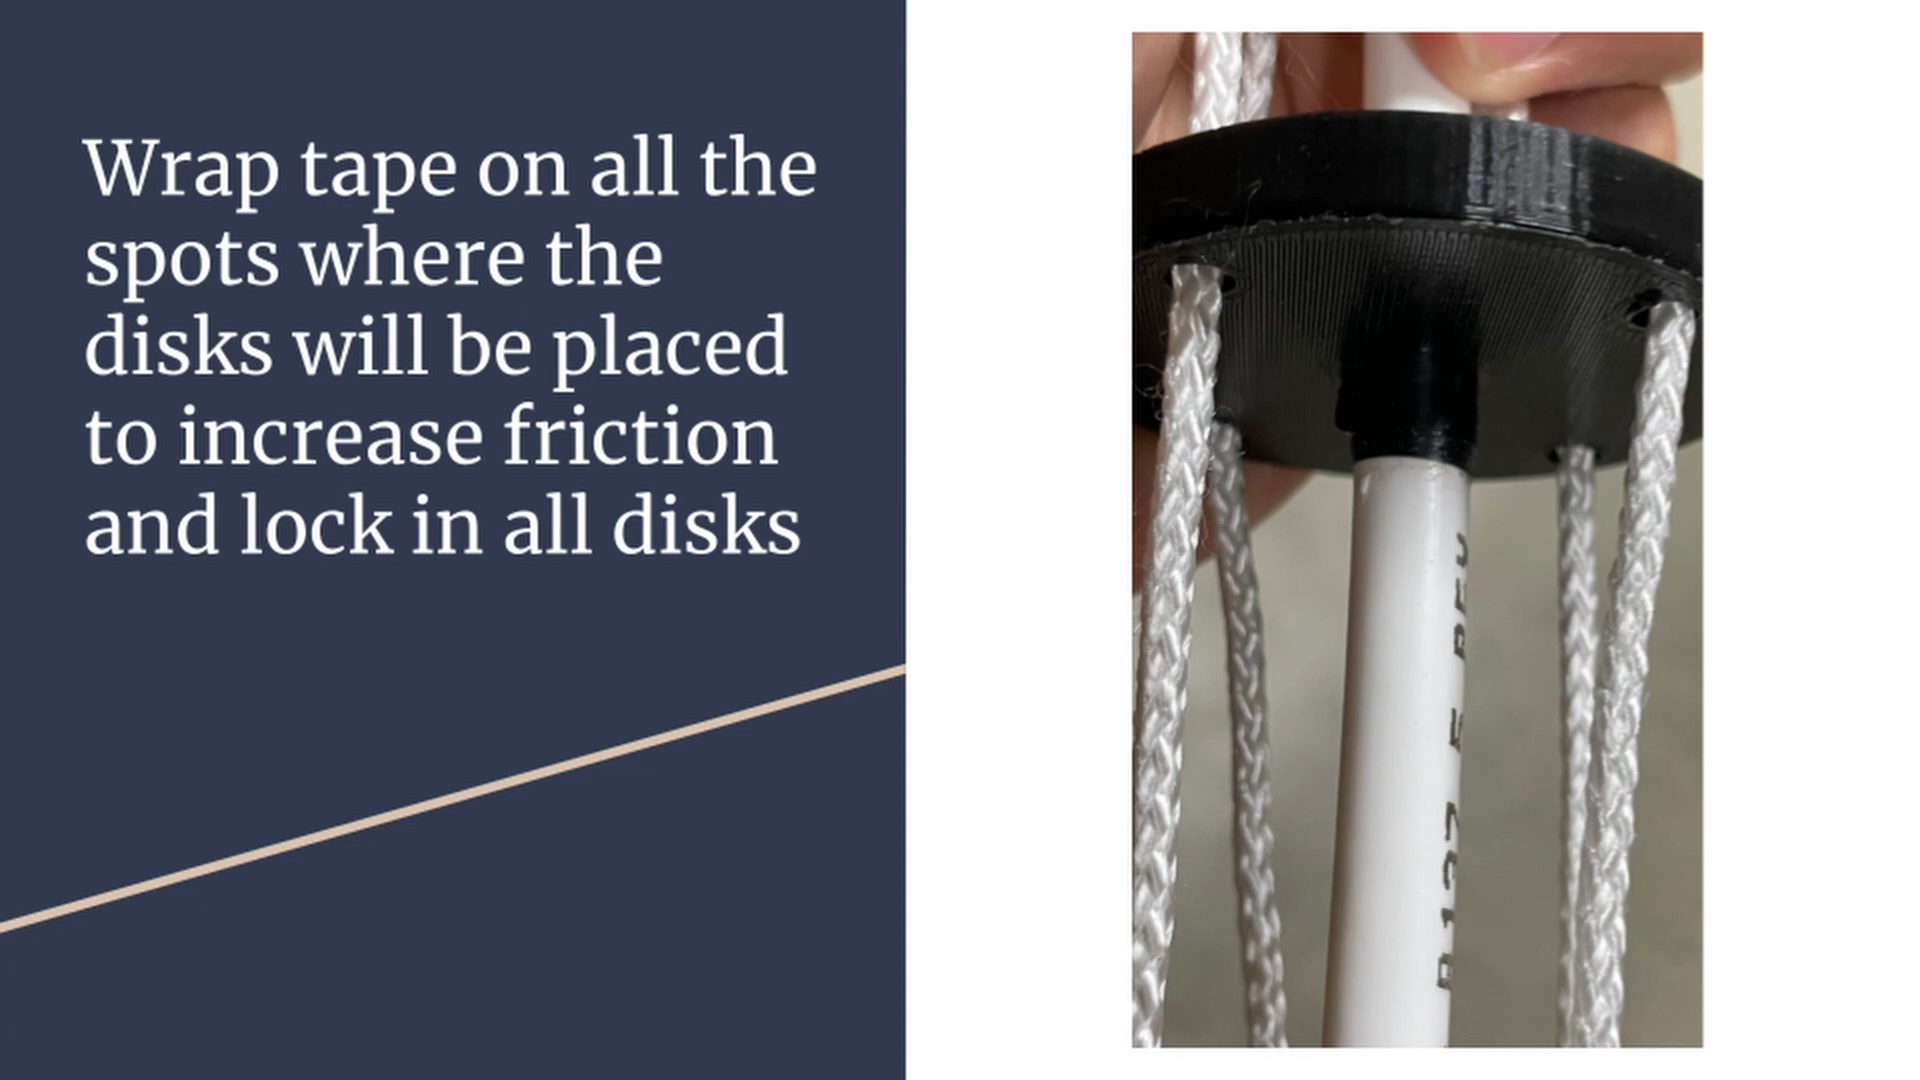 Wrap tape on all the
spots where the
disks will be placed
to increase friction
and lock in all disks